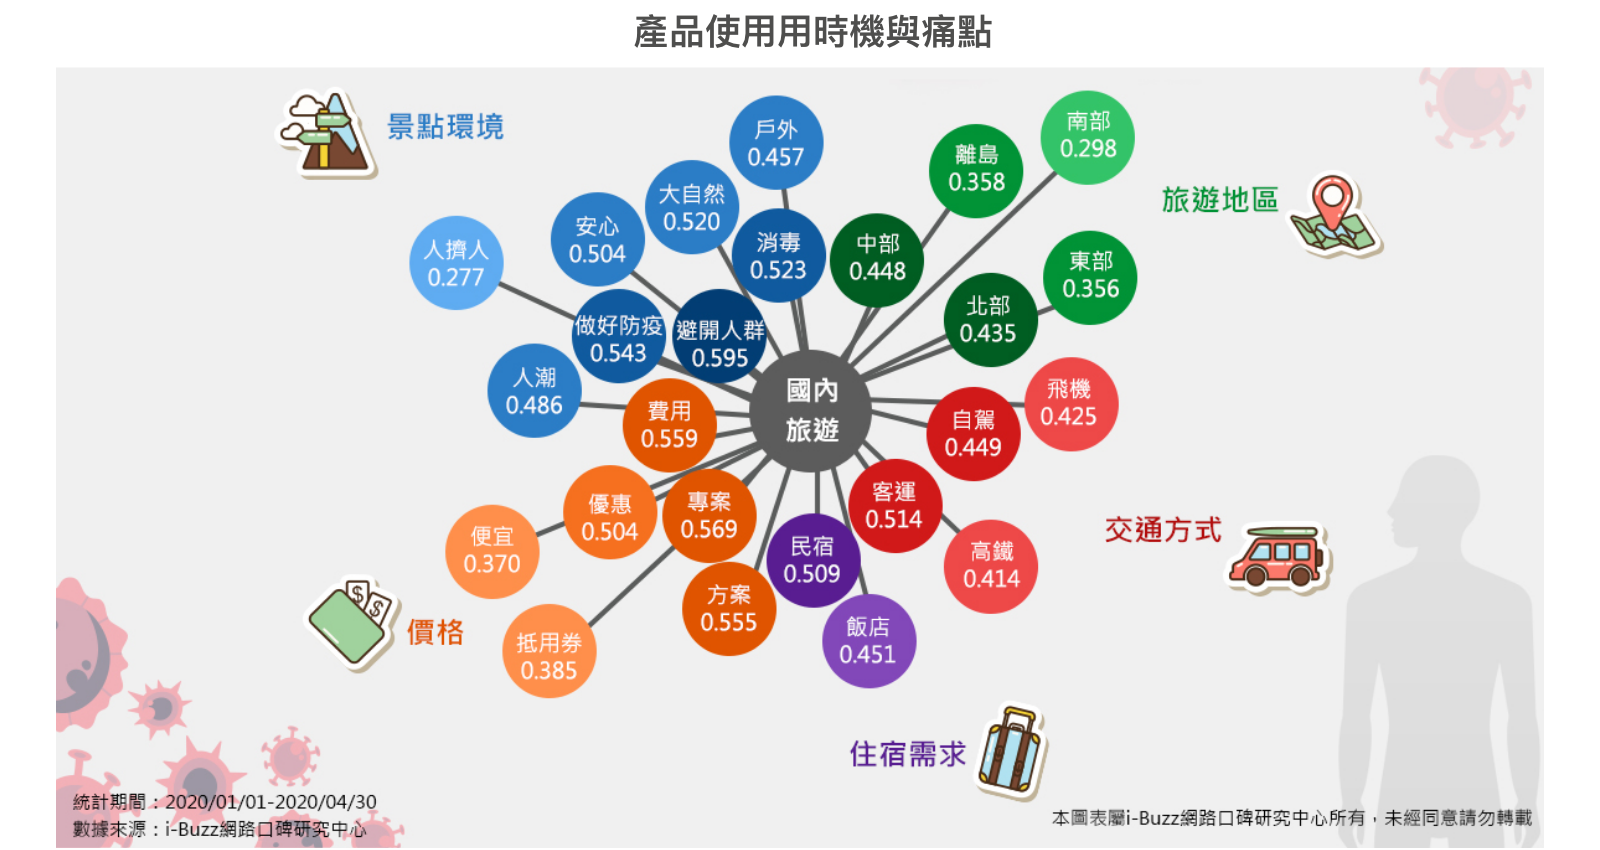 產品使用用時機與痛點
景點環境
戶外
0.457
大自然
0.520
安心
0.504
消毒
0.523
人擠人
0.277
做好防疫
0.543
避開人群
0.595
人潮
0.486
離島
0.358
南部
0.298
中部
0.448
東部
0.356
北部
0.435
旅遊地區
國內
旅遊
費用
0.559
優惠
0.504
專案
0.569
便宜
0.370
方案
0.555
抵用券
0.385
價格
飛機
0.425
自駕
0.449
客運
0.514
高鐵
0.414
交通方式
民宿
0.509
飯店
0.451
住宿需求
統計期間：2020/01/01-2020/04/30
數據來源：i-Buzz網路口碑研究中心
本圖表屬i-Buzz網路口碑研究中心所有，未經同意請勿轉載